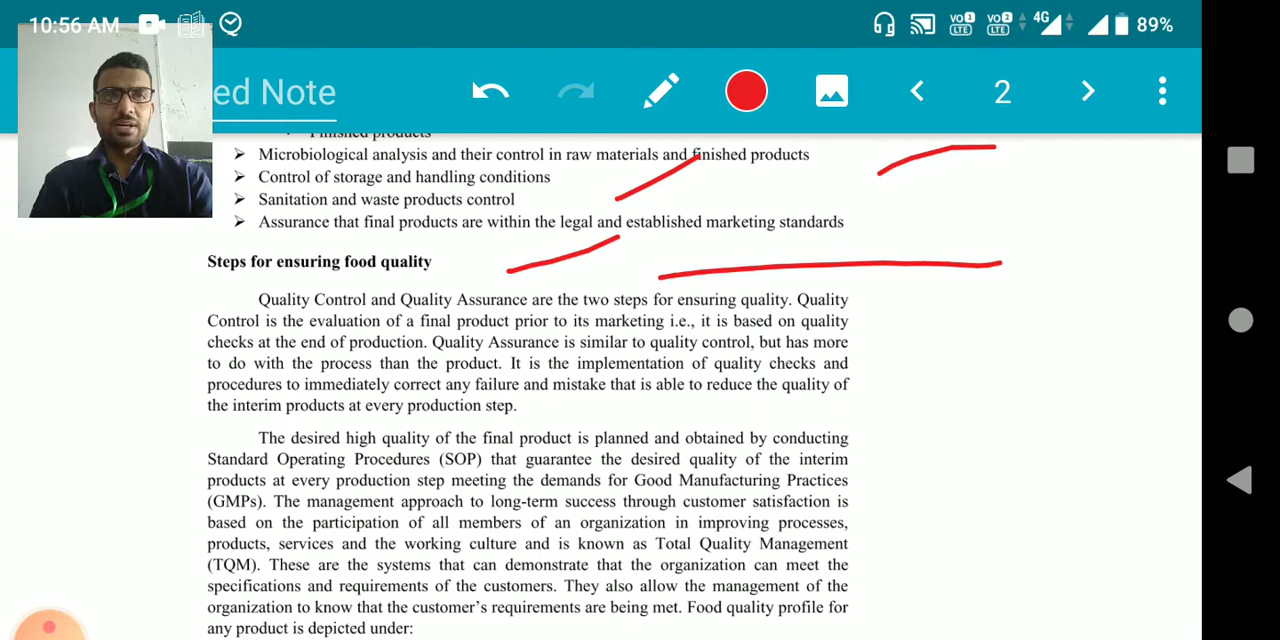 10:56 AM
VO 1 LTE
VO 2 LTE
4G
89%
ed Note
2
Finished products
Microbiological analysis and their control in raw materials and finished products
Control of storage and handling conditions
Sanitation and waste products control
Assurance that final products are within the legal and established marketing standards
Steps for ensuring food quality
Quality Control and Quality Assurance are the two steps for ensuring quality. Quality
Control is the evaluation of a final product prior to its marketing i.e., it is based on quality
checks at the end of production. Quality Assurance is similar to quality control, but has more
to do with the process than the product. It is the implementation of quality checks and
procedures to immediately correct any failure and mistake that is able to reduce the quality of
the interim products at every production step.
The desired high quality of the final product is planned and obtained by conducting
Standard Operating Procedures (SOP) that guarantee the desired quality of the interim
products at every production step meeting the demands for Good Manufacturing Practices
(GMPs). The management approach to long-term success through customer satisfaction is
based on the participation of all members of an organization in improving processes,
products, services and the working culture and is known as Total Quality Management
(TQM). These are the systems that can demonstrate that the organization can meet the
specifications and requirements of the customers. They also allow the management of the
organization to know that the customer's requirements are being met. Food quality profile for
any product is depicted under: